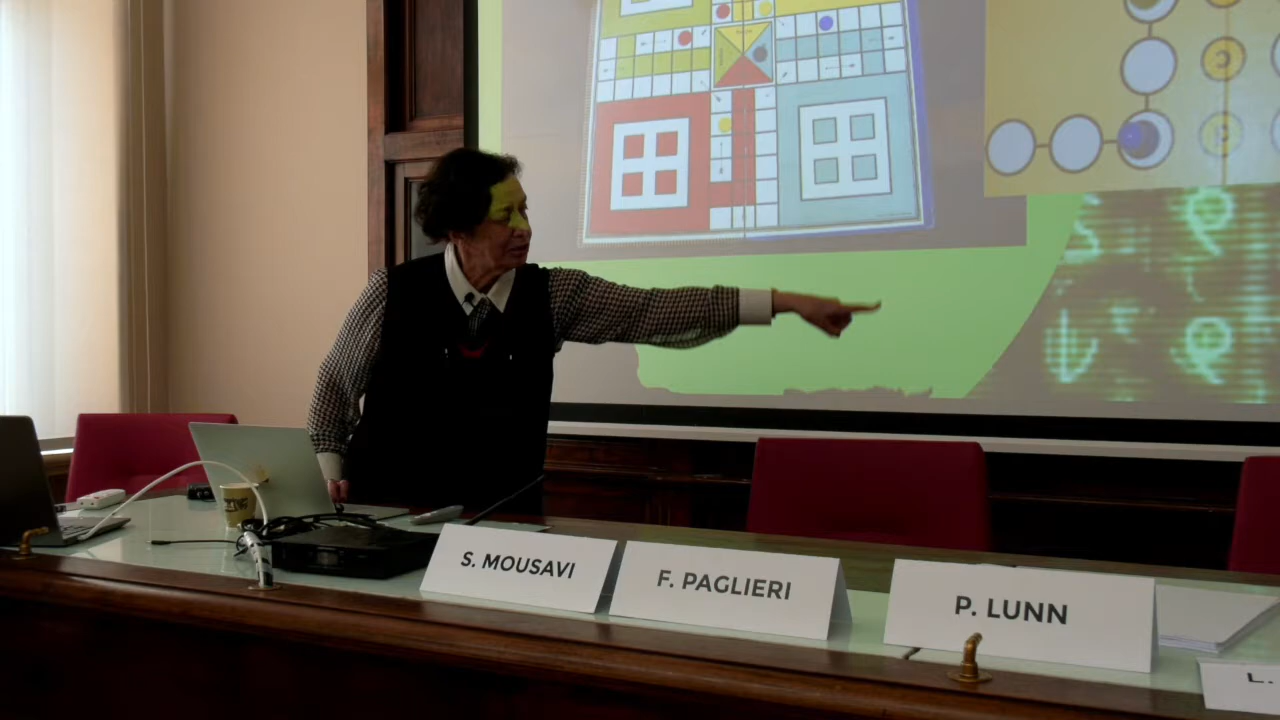 S. MOUSAVI
F. PAGLIERI
P. LUNN
L.